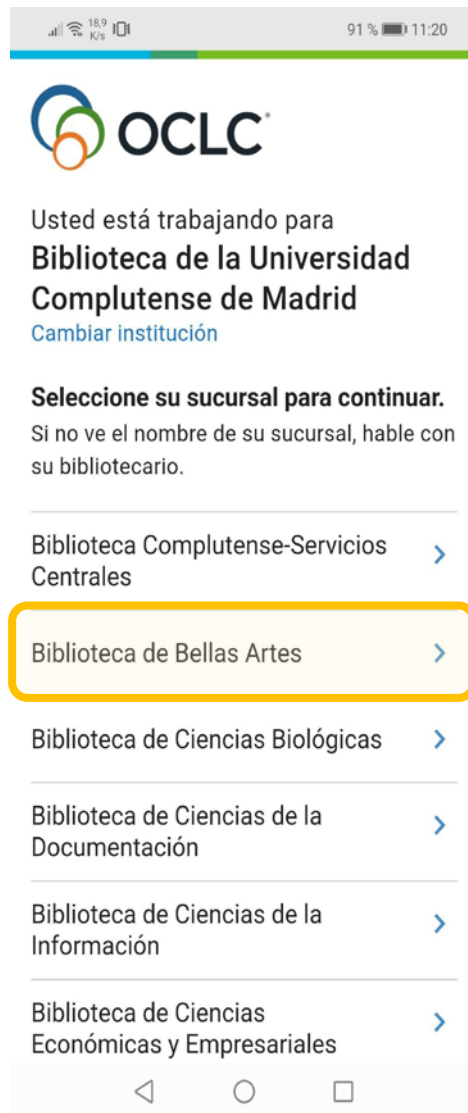 18,9
K/s
91 % 11:20
OCLC®
Usted está trabajando para
Biblioteca de la Universidad
Complutense de Madrid
Cambiar institución
Seleccione su sucursal para continuar.
Si no ve el nombre de su sucursal, hable con
su bibliotecario.
Biblioteca Complutense-Servicios
Centrales
Biblioteca de Bellas Artes
Biblioteca de Ciencias Biológicas
Biblioteca de Ciencias de la
Documentación
Biblioteca de Ciencias de la
Información
Biblioteca de Ciencias
Económicas y Empresariales